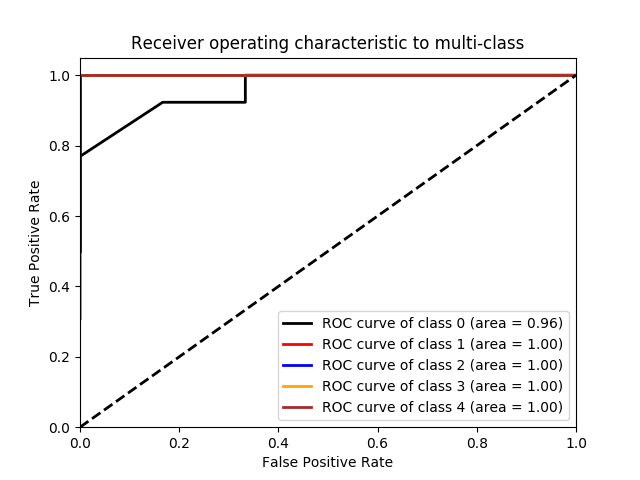 Receiver operating characteristic to multi-class
1.0
0.8
0.6
0.4
0.2
0.0
True Positive Rate
ROC curve of class 0 (area = 0.96)
ROC curve of class 1 (area = 1.00)
ROC curve of class 2 (area = 1.00)
ROC curve of class 3 (area = 1.00)
ROC curve of class 4 (area = 1.00)
0.0 0.2 0.4 0.6 0.8 1.0
False Positive Rate